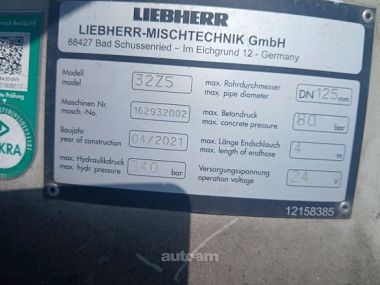 LIEBHERR
LIEBHERR-MISCHTECHNIK GmbH
88427 Bad Schussenried – Im Elchgrund 12 - Germany
Modell
model
32Z5
max. Rohrdurchmesser
max. pipe diameter
DN 125 mm
Maschinen Nr.
masch.-No.
162932002
max. Betondruck
max. concrete pressure
80 bar
Baujahr
year of construction
04/2021
max. Länge Endschlauch
max. length of endhose
4 m
max. Hydraulikdruck
max. hydr. pressure
340 bar
Versorgungsspannung
operation voltage
24 V
12158385
KRA
autoam